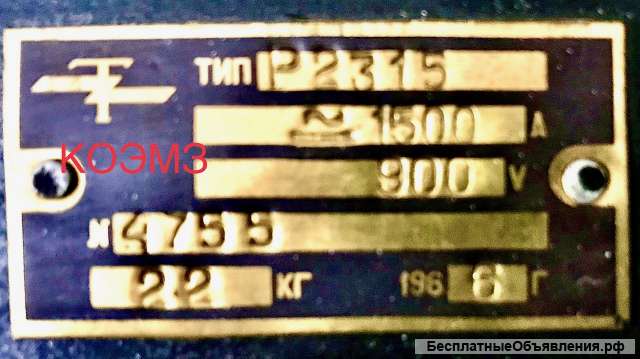 ТИП Р2315
≃ 1500 А
КОЭМЗ
900 V
№ 4755
22 КГ 1966 Г
БесплатныеОбъявления.рф